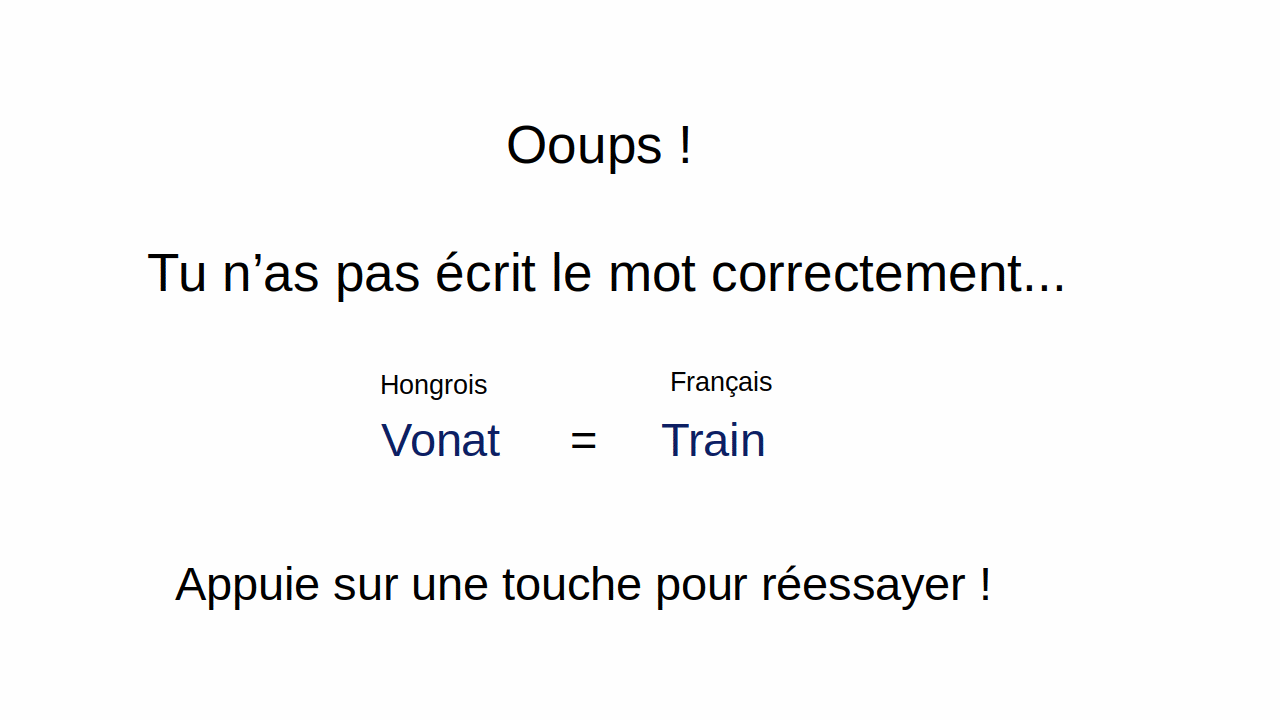 Ooups !
Tu n’as pas écrit le mot correctement...
Hongrois Français
Vonat = Train
Appuie sur une touche pour réessayer !